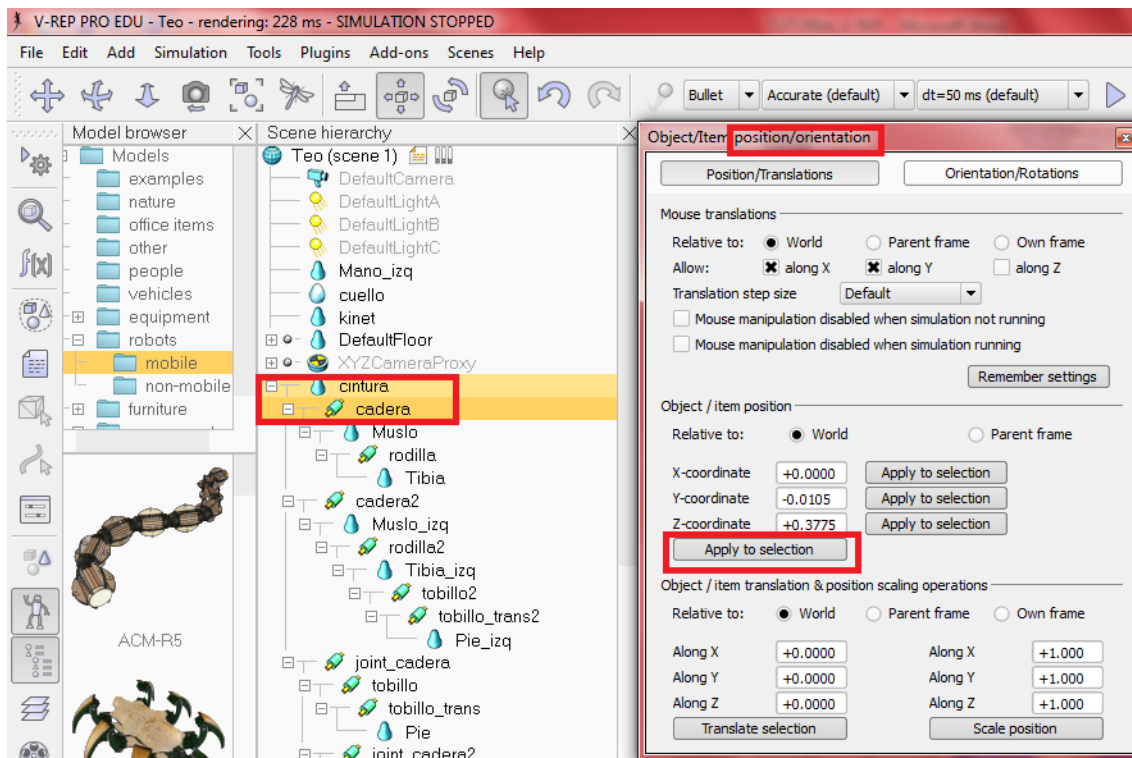 V-REP PRO EDU - Teo - rendering: 228 ms - SIMULATION STOPPED
File Edit Add Simulation Tools Plugins Add-ons Scenes Help
Bullet Accurate (default) dt=50 ms (default)
Model browser
Models
examples
nature
office items
other
people
vehicles
equipment
robots
mobile
non-mobile
furniture
ACM-R5
Scene hierarchy
Teo (scene 1)
DefaultCamera
DefaultLightA
DefaultLightB
DefaultLightC
Mano_izq
cuello
kinet
DefaultFloor
XYZCameraProxy
cintura
cadera
Muslo
rodilla
Tibia
cadera2
Muslo_izq
rodilla2
Tibia_izq
tobillo2
tobillo_trans2
Pie_izq
joint_cadera
tobillo
tobillo_trans
Pie
joint_cadera2
Object/Item position/orientation
Position/Translations Orientation/Rotations
Mouse translations
Relative to: World Parent frame Own frame
Allow: along X along Y along Z
Translation step size Default
Mouse manipulation disabled when simulation not running
Mouse manipulation disabled when simulation running
Remember settings
Object / item position
Relative to: World Parent frame
X-coordinate +0.0000 Apply to selection
Y-coordinate -0.0105 Apply to selection
Z-coordinate +0.3775 Apply to selection
Apply to selection
Object / item translation & position scaling operations
Relative to: World Parent frame Own frame
Along X +0.0000 Along X +1.000
Along Y +0.0000 Along Y +1.000
Along Z +0.0000 Along Z +1.000
Translate selection Scale position
f(x)